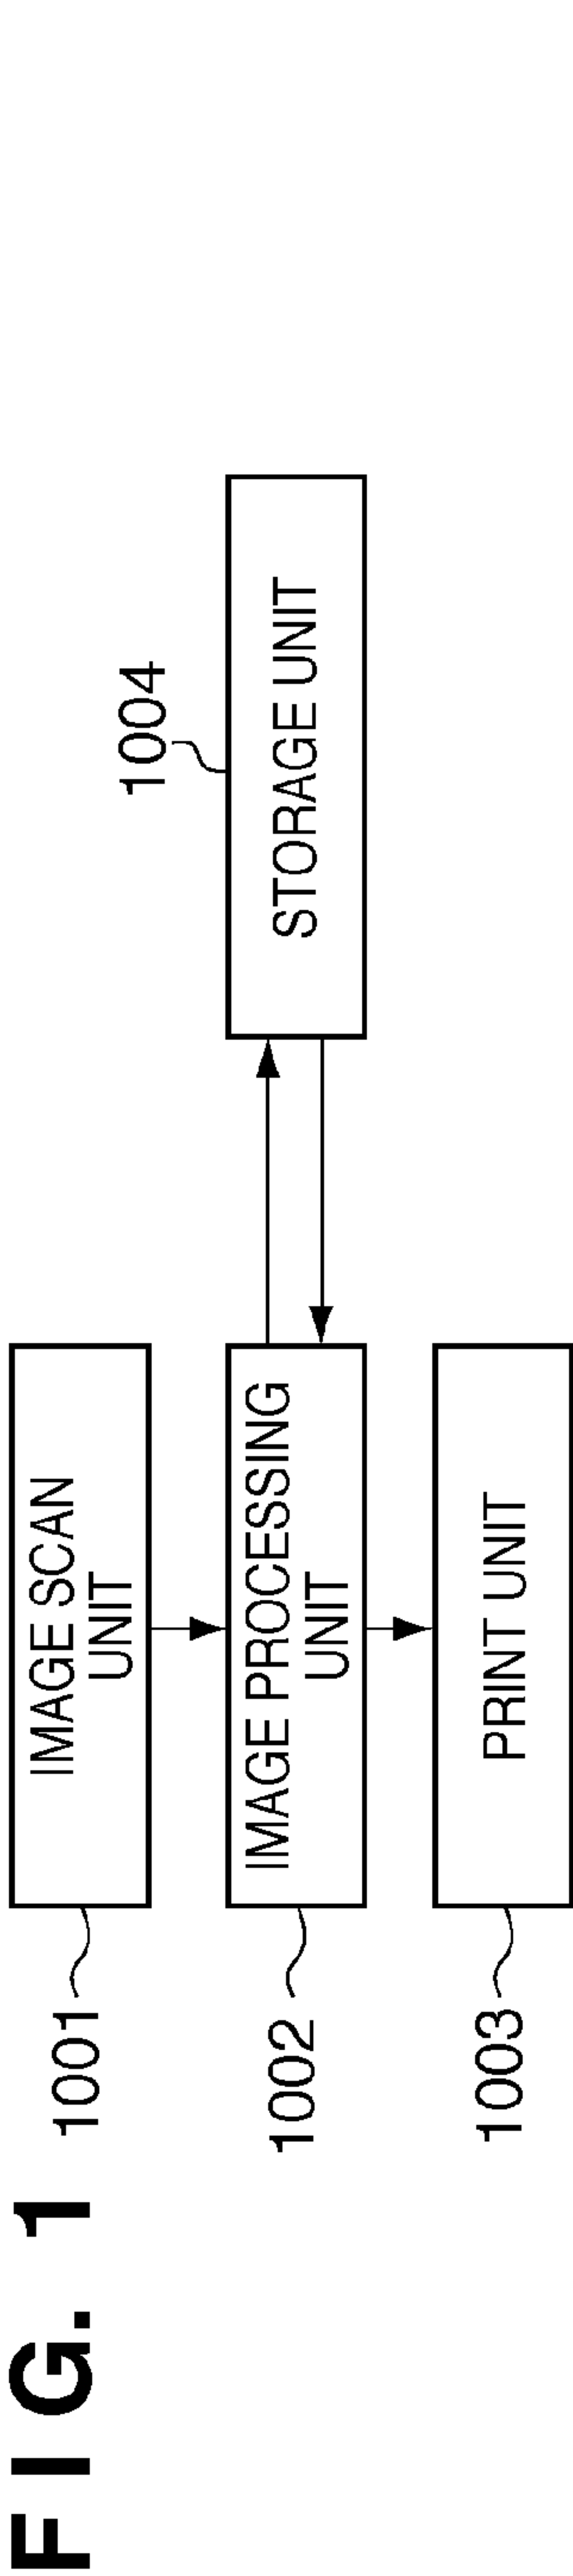 FIG. 1
1001
IMAGE SCAN
UNIT
1002
IMAGE PROCESSING
UNIT
1004
STORAGE UNIT
1003
PRINT UNIT